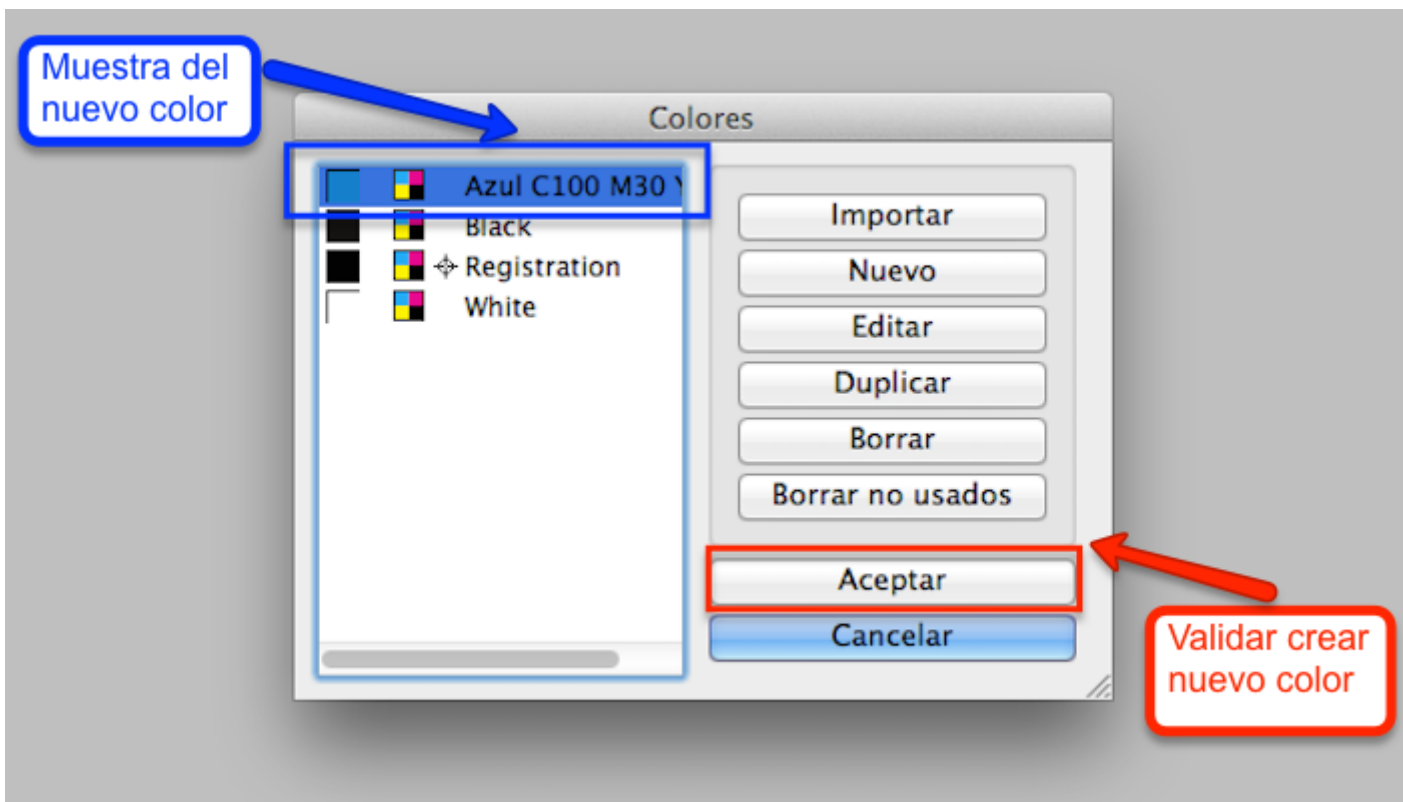 Muestra del
nuevo color
Colores
Azul C100 M30 Y
Black
Registration
White
Importar
Nuevo
Editar
Duplicar
Borrar
Borrar no usados
Aceptar
Cancelar
Validar crear
nuevo color